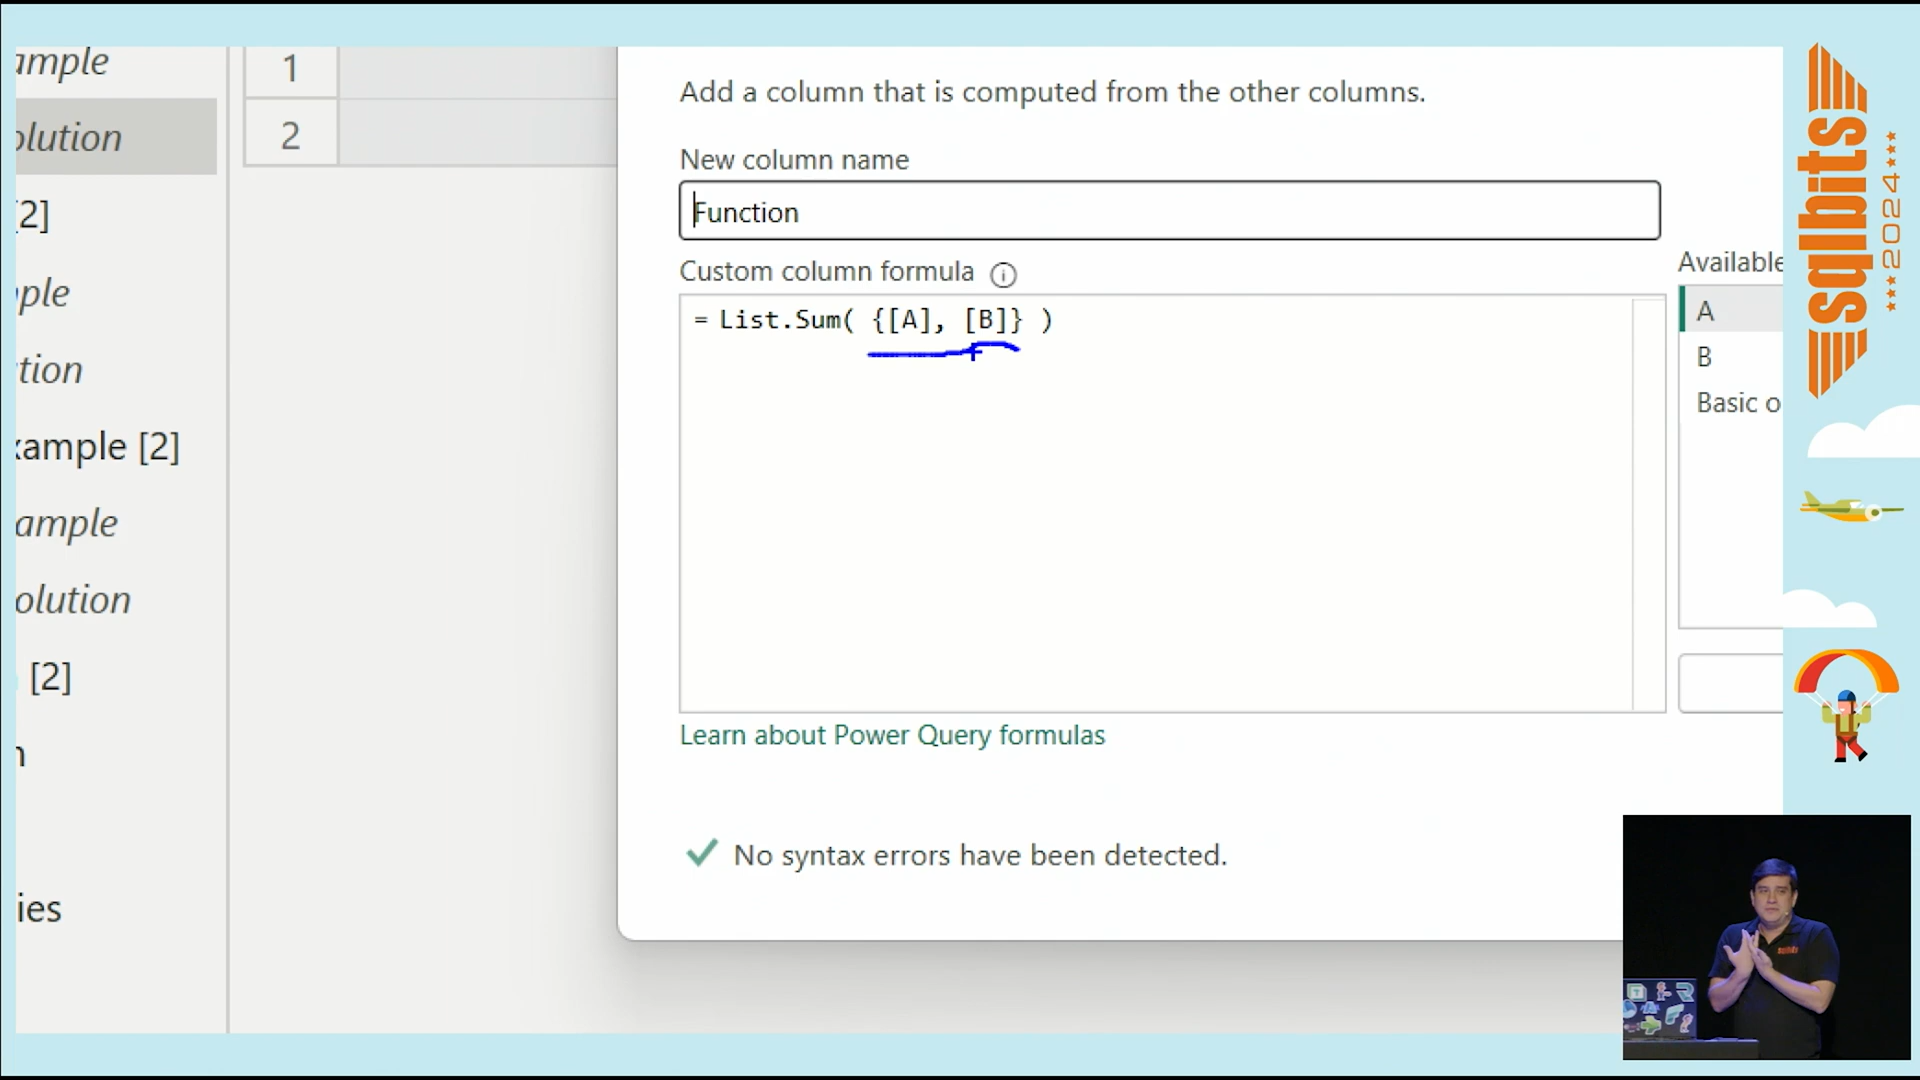 ample
olution
[2]
ple
tion
xample [2]
ample
olution
[2]
n
ies
1
2
Add a column that is computed from the other columns.
New column name
Function
Custom column formula
= List.Sum( {[A], [B]} )
Available
A
B
Basic o
Learn about Power Query formulas
No syntax errors have been detected.
sqlbits
2024